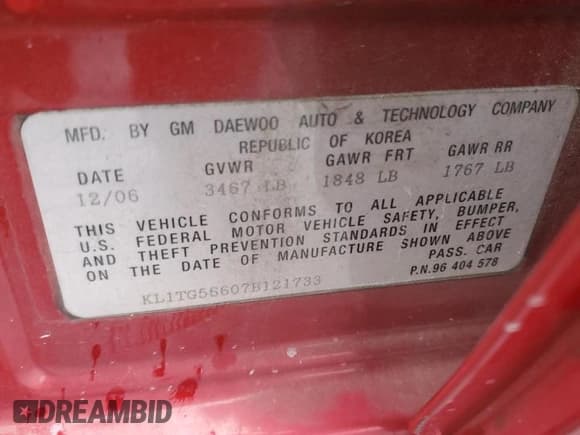 MFD. BY GM DAEWOO AUTO & TECHNOLOGY COMPANY
REPUBLIC OF KOREA
DATE GVWR GAWR FRT GAWR RR
12/06 3467 LB 1848 LB 1767 LB
THIS VEHICLE CONFORMS TO ALL APPLICABLE
U.S. FEDERAL MOTOR VEHICLE SAFETY, BUMPER,
AND THEFT PREVENTION STANDARDS IN EFFECT
ON THE DATE OF MANUFACTURE SHOWN ABOVE
PASS. CAR
P.N.96 404 578
KL1TG56607B121733
DREAMBID